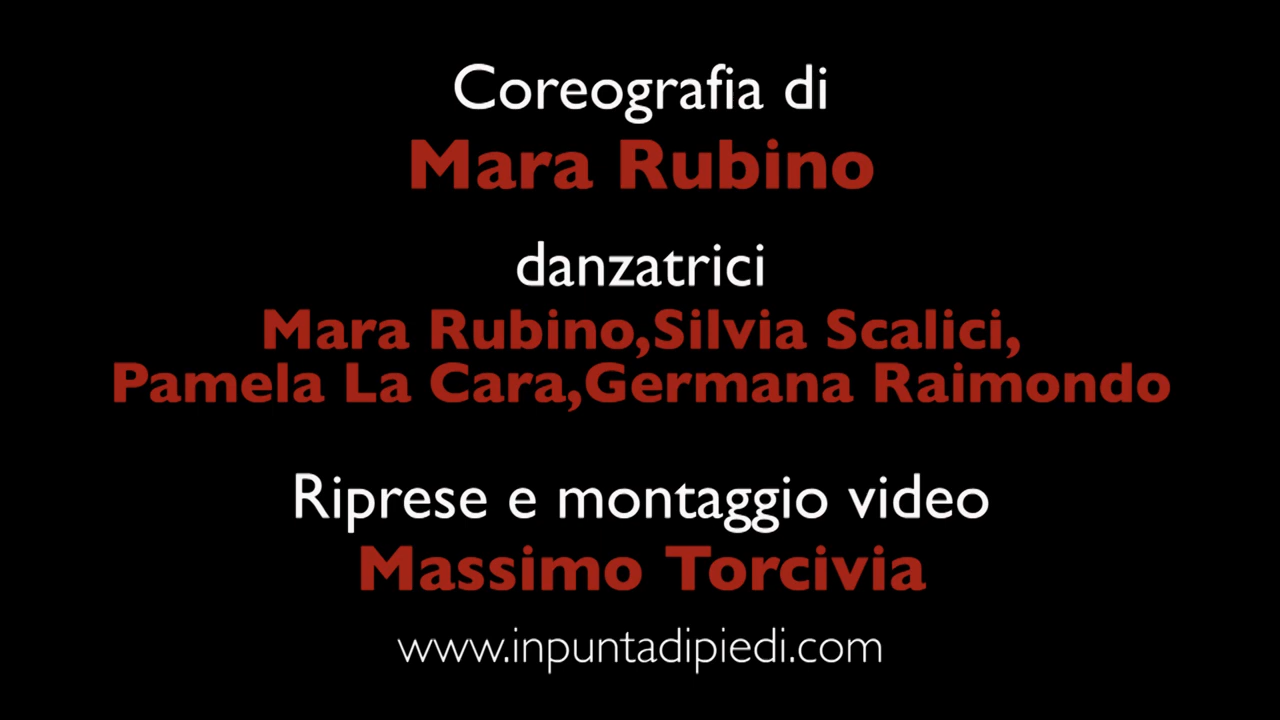 Coreografia di
Mara Rubino
danzatrici
Mara Rubino,Silvia Scalici,
Pamela La Cara,Germana Raimondo
Riprese e montaggio video
Massimo Torcivia
www.inpuntadipiedi.com